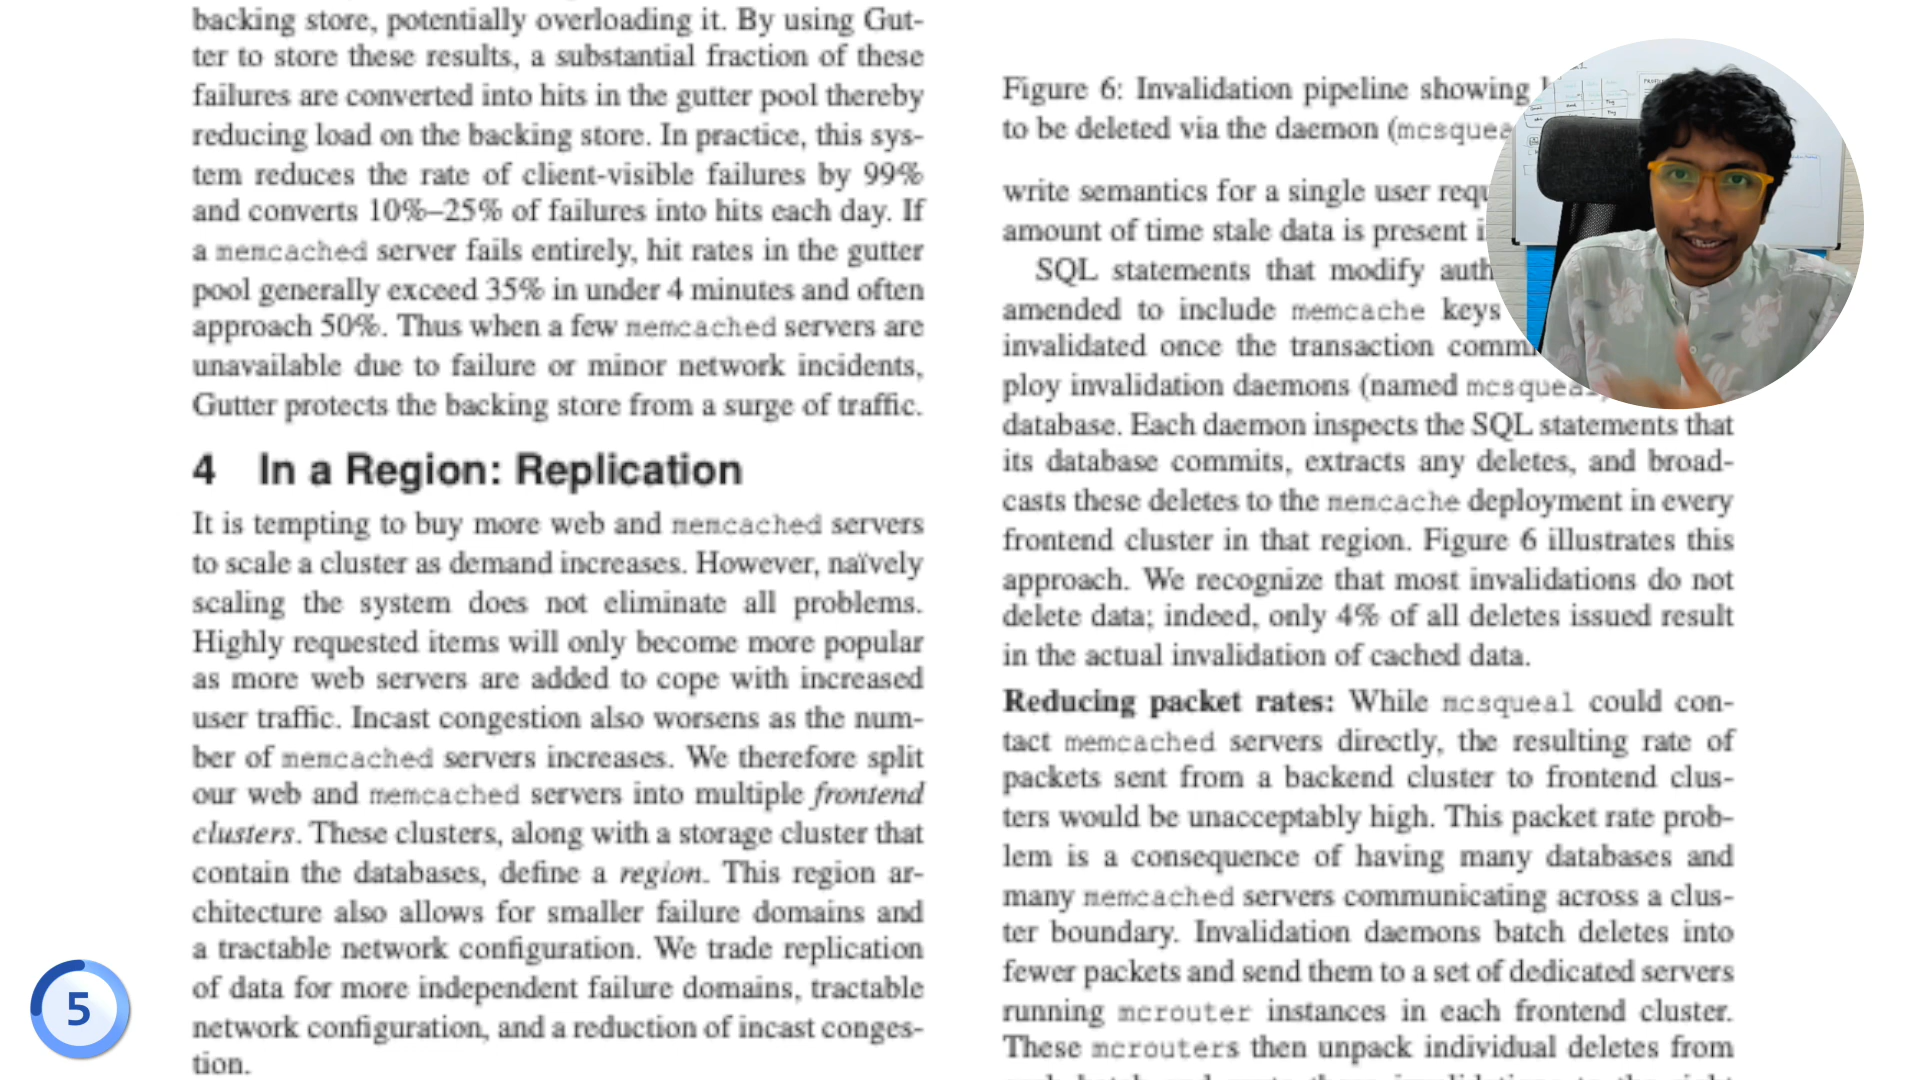 backing store, potentially overloading it. By using Gut-
ter to store these results, a substantial fraction of these
failures are converted into hits in the gutter pool thereby
reducing load on the backing store. In practice, this sys-
tem reduces the rate of client-visible failures by 99%
and converts 10%–25% of failures into hits each day. If
a memcached server fails entirely, hit rates in the gutter
pool generally exceed 35% in under 4 minutes and often
approach 50%. Thus when a few memcached servers are
unavailable due to failure or minor network incidents,
Gutter protects the backing store from a surge of traffic.
4 In a Region: Replication
It is tempting to buy more web and memcached servers
to scale a cluster as demand increases. However, naïvely
scaling the system does not eliminate all problems.
Highly requested items will only become more popular
as more web servers are added to cope with increased
user traffic. Incast congestion also worsens as the num-
ber of memcached servers increases. We therefore split
our web and memcached servers into multiple frontend
clusters. These clusters, along with a storage cluster that
contain the databases, define a region. This region ar-
chitecture also allows for smaller failure domains and
a tractable network configuration. We trade replication
of data for more independent failure domains, tractable
network configuration, and a reduction of incast conges-
tion.
Figure 6: Invalidation pipeline showing
to be deleted via the daemon (mcsquea
write semantics for a single user requ
amount of time stale data is present i
SQL statements that modify auth
amended to include memcache keys
invalidated once the transaction comm
ploy invalidation daemons (named mcsquea
database. Each daemon inspects the SQL statements that
its database commits, extracts any deletes, and broad-
casts these deletes to the memcache deployment in every
frontend cluster in that region. Figure 6 illustrates this
approach. We recognize that most invalidations do not
delete data; indeed, only 4% of all deletes issued result
in the actual invalidation of cached data.
Reducing packet rates: While mcsqueal could con-
tact memcached servers directly, the resulting rate of
packets sent from a backend cluster to frontend clus-
ters would be unacceptably high. This packet rate prob-
lem is a consequence of having many databases and
many memcached servers communicating across a clus-
ter boundary. Invalidation daemons batch deletes into
fewer packets and send them to a set of dedicated servers
running mcrouter instances in each frontend cluster.
These mcrouters then unpack individual deletes from
5